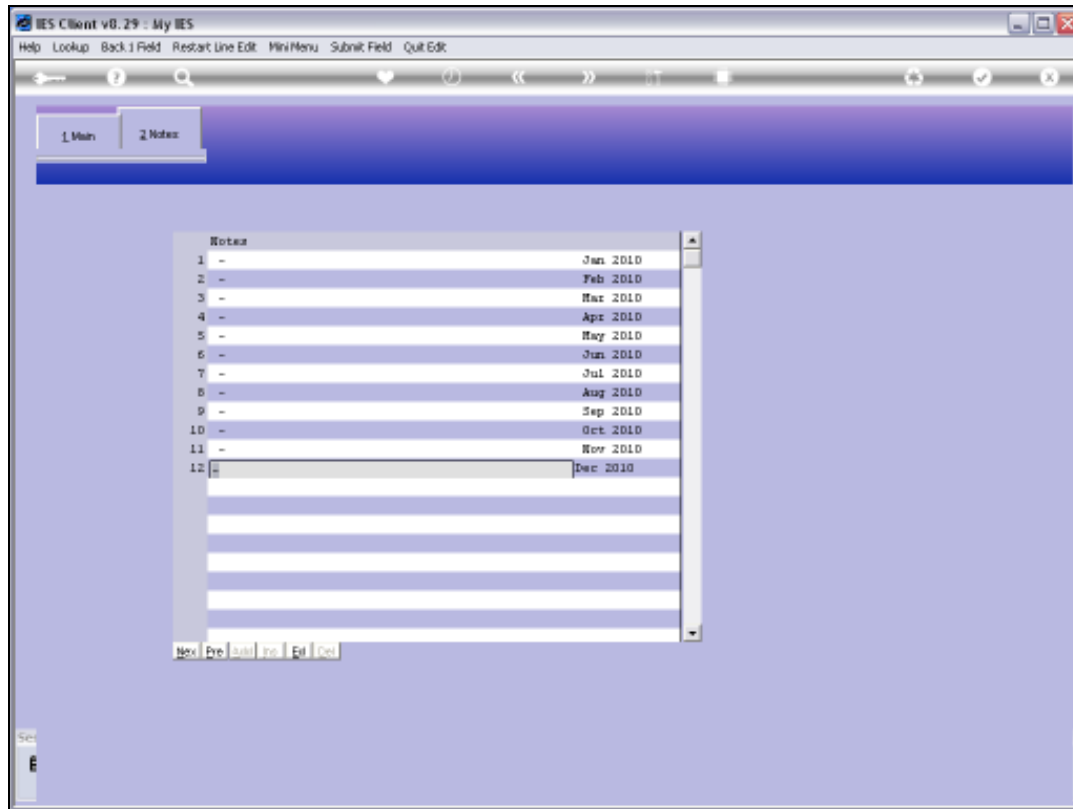 IES Client v8.29 : My IES
Help Lookup Back 1 Field Restart Line Edit MiniMenu Submit Field Quit Edit
1 Main 2 Notes
Notes
1 - Jan 2010
2 - Feb 2010
3 - Mar 2010
4 - Apr 2010
5 - May 2010
6 - Jun 2010
7 - Jul 2010
8 - Aug 2010
9 - Sep 2010
10 - Oct 2010
11 - Nov 2010
12 - Dec 2010
Nex Pre Add Ins Ed Del